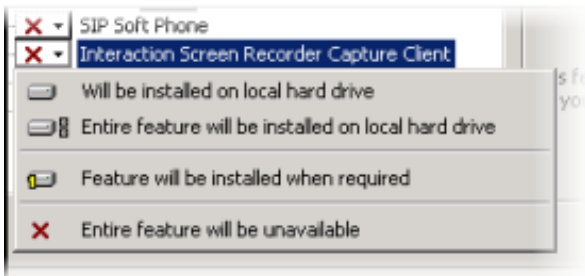 SIP Soft Phone
Interaction Screen Recorder Capture Client
Will be installed on local hard drive
Entire feature will be installed on local hard drive
Feature will be installed when required
Entire feature will be unavailable